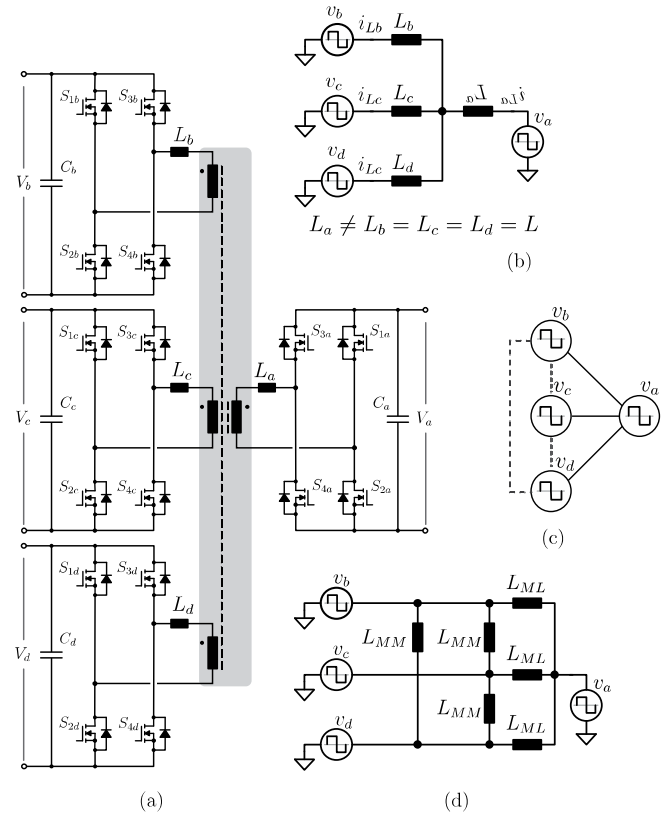 S1b S3b
Lb
Vb Cb
S2b S4b
S1c S3c
Lc
Vc Cc
S2c S4c
S1d S3d
Ld
Vd Cd
S2d S4d
La
S3a S1a
Ca Va
S4a S2a
(a)
vb iLb Lb
vc iLc Lc
La iLa
va
vd iLc Ld
La ≠ Lb = Lc = Ld = L
(b)
vb
va
vc
vd
(c)
vb LML
LMM LMM
vc LML
va
LMM
vd LML
(d)